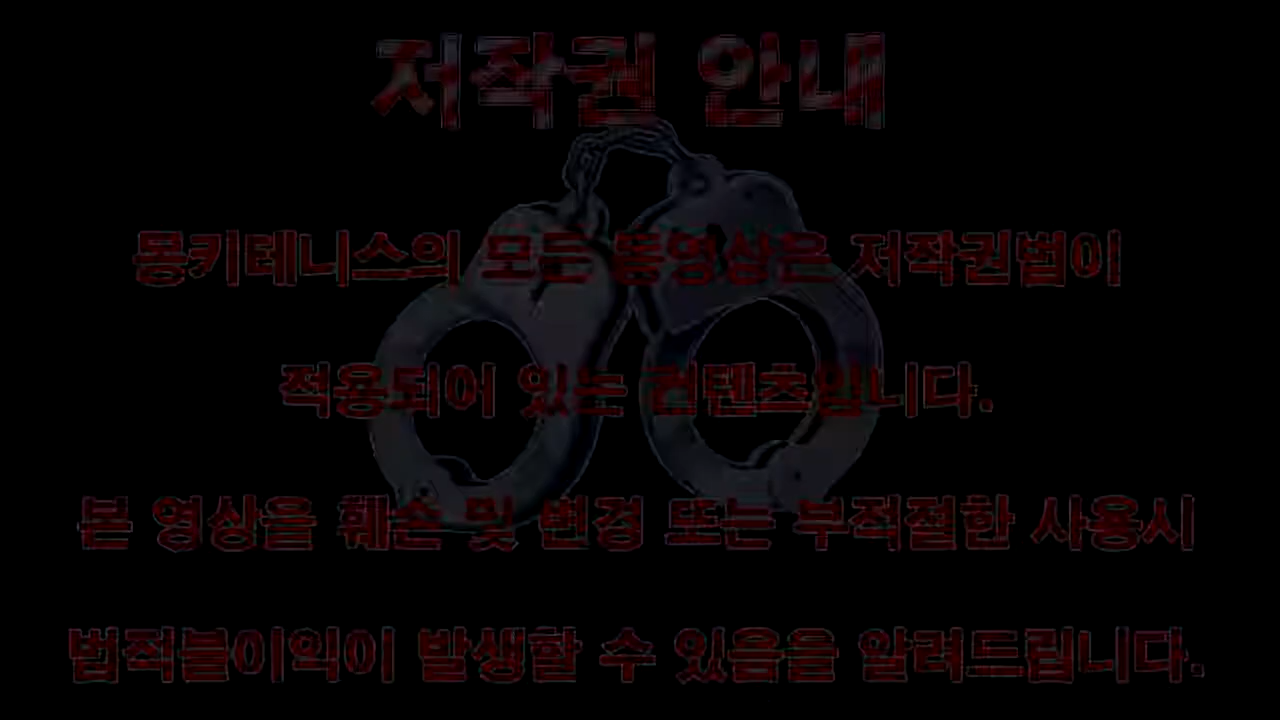 저작권 안내
몽키테니스의 모든 동영상은 저작권법이
적용되어 있는 컨텐츠입니다.
본 영상을 훼손 및 변경 또는 부적절한 사용시
법적불이익이 발생할 수 있음을 알려드립니다.